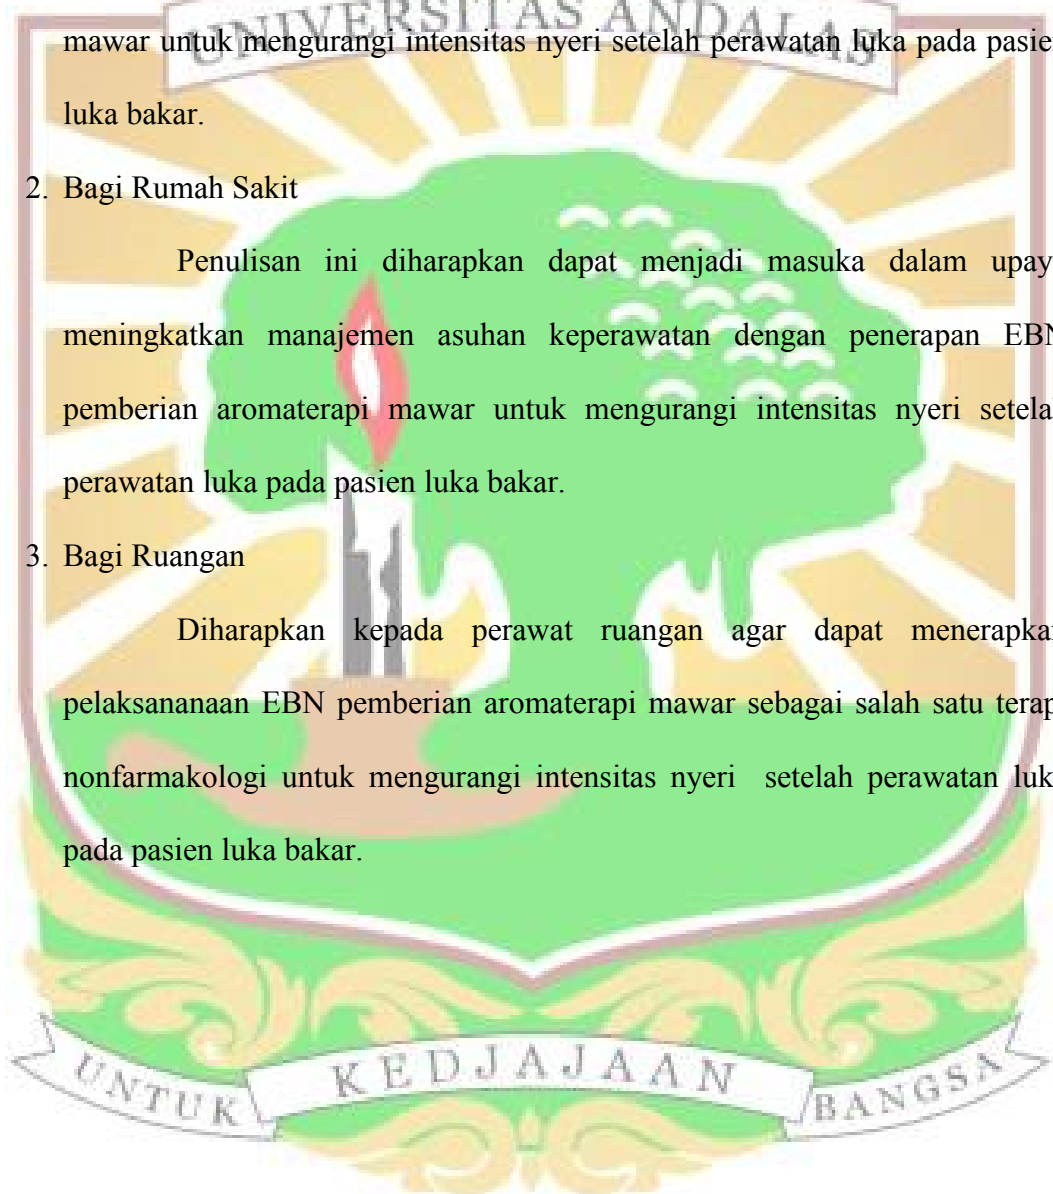 UNIVERSITAS ANDALAS
mawar untuk mengurangi intensitas nyeri setelah perawatan luka pada pasien
luka bakar.
2. Bagi Rumah Sakit
Penulisan ini diharapkan dapat menjadi masuka dalam upay
meningkatkan manajemen asuhan keperawatan dengan penerapan EBN
pemberian aromaterapi mawar untuk mengurangi intensitas nyeri setela
perawatan luka pada pasien luka bakar.
3. Bagi Ruangan
Diharapkan kepada perawat ruangan agar dapat menerapkan
pelaksananaan EBN pemberian aromaterapi mawar sebagai salah satu terap
nonfarmakologi untuk mengurangi intensitas nyeri setelah perawatan luk
pada pasien luka bakar.
UNTUK KEDJAJAAN BANGSA